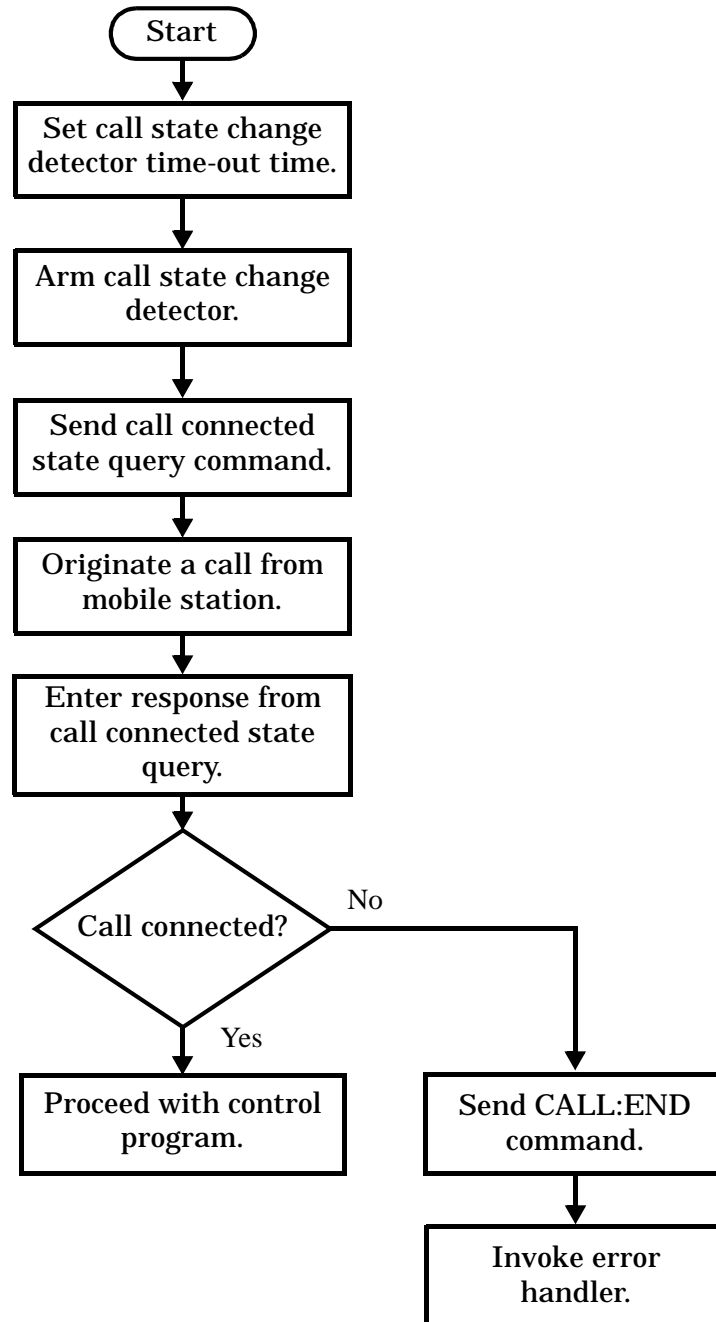 Start
Set call state change
detector time-out time.
Arm call state change
detector.
Send call connected
state query command.
Originate a call from
mobile station.
Enter response from
call connected state
query.
Call connected?
No
Yes
Proceed with control
program.
Send CALL:END
command.
Invoke error
handler.